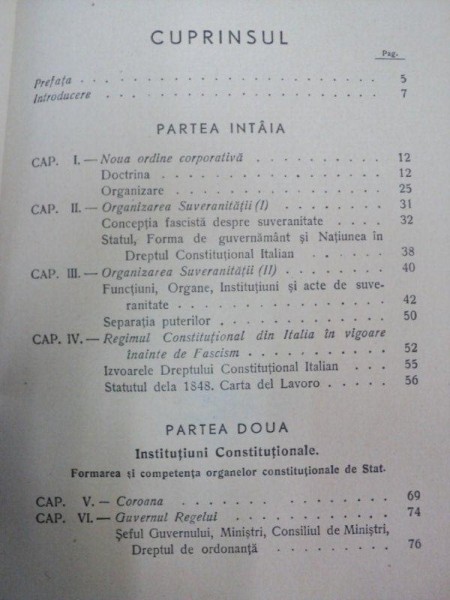 CUPRINSUL
Pag.
Prefața . . . . . . . . . . . . . . . . . . 5
Introducere . . . . . . . . . . . . . . . . . 7
PARTEA INTÂIA
CAP. I. — Noua ordine corporativă . . . . . . . . . 12
Doctrina . . . . . . . . . . . . . . 12
Organizare . . . . . . . . . . . . . 25
CAP. II. — Organizarea Suveranității (I) . . . . . . . 31
Concepția fascistă despre suveranitate . . . . 32
Statul, Forma de guvernământ și Națiunea în
Dreptul Constituțional Italian . . . . . . 38
CAP. III. — Organizarea Suveranității (II) . . . . . . . 40
Funcțiuni, Organe, Instituțiuni și acte de suve-
ranitate . . . . . . . . . . . . . . 42
Separația puterilor . . . . . . . . . . . 50
CAP. IV. — Regimul Constituțional din Italia în vigoare
înainte de Fascism . . . . . . . . . . 52
Izvoarele Dreptului Constituțional Italian . . . 55
Statutul dela 1848. Carta del Lavoro . . . . . 56
PARTEA DOUA
Instituțiuni Constituționale.
Formarea și competența organelor constituționale de Stat.
CAP. V. — Coroana . . . . . . . . . . . . . 69
CAP. VI. — Guvernul Regelui . . . . . . . . . . 74
Șeful Guvernului, Miniștri, Consiliul de Miniștri,
Dreptul de ordonanță . . . . . . . . . 76